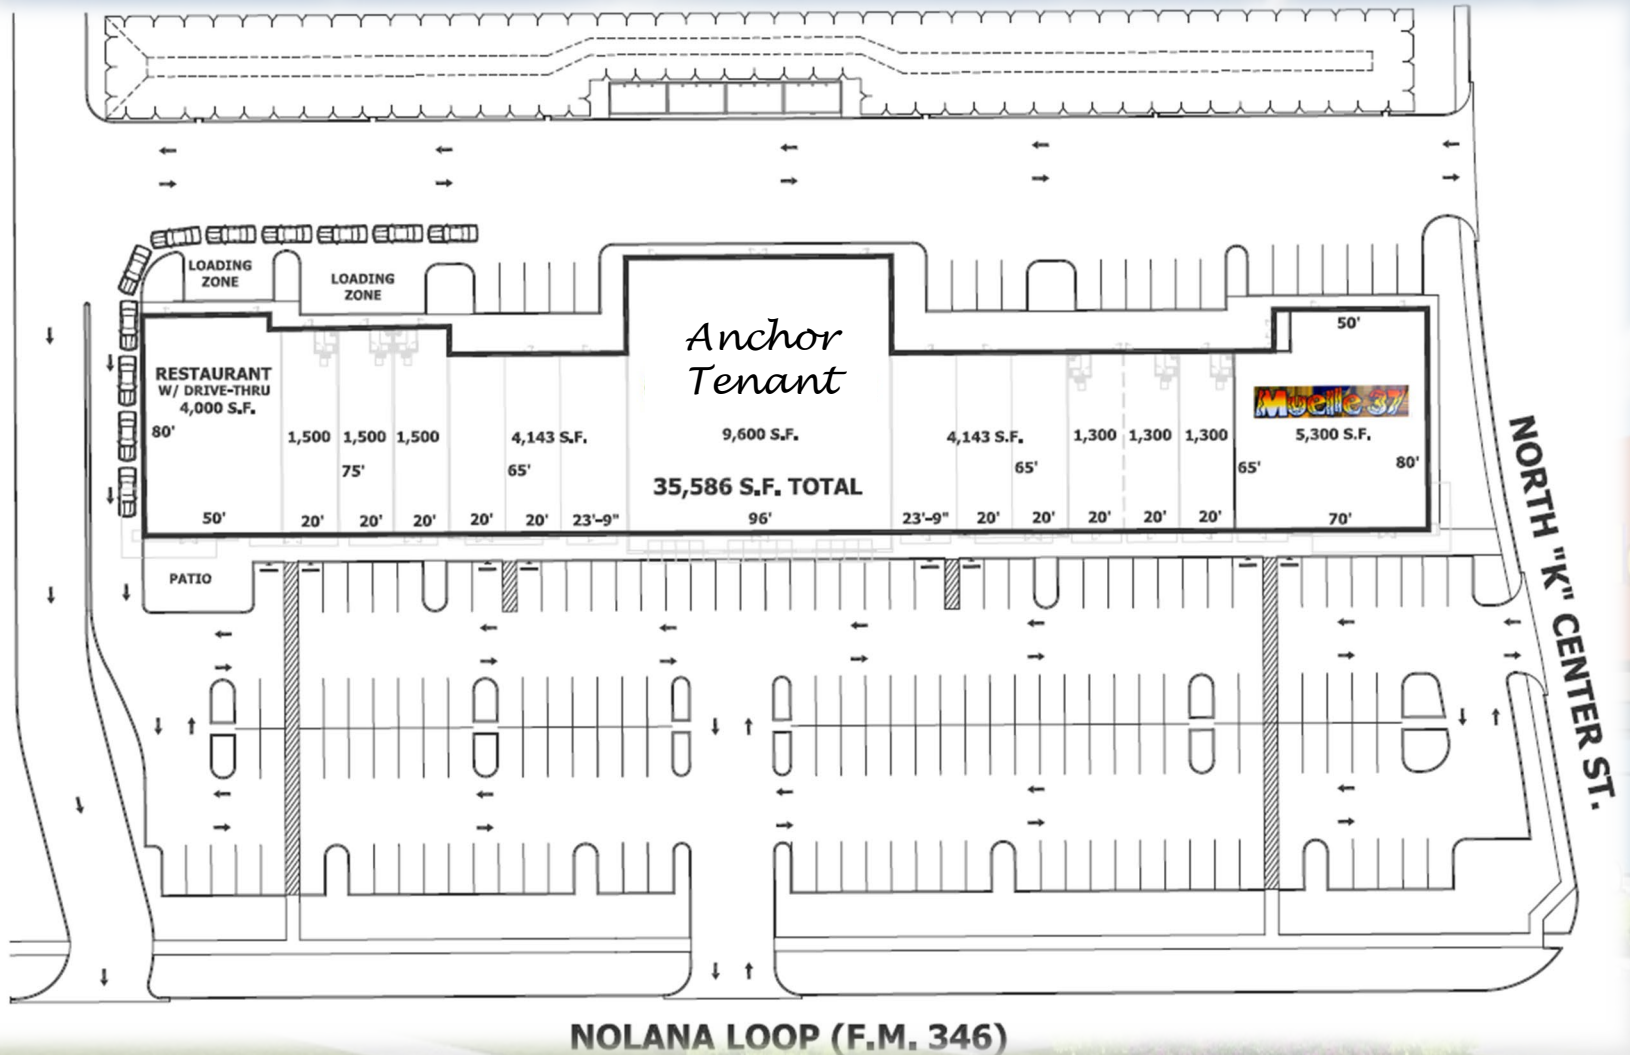 LOADING
ZONE
LOADING
ZONE
RESTAURANT
W/ DRIVE-THRU
4,000 S.F.
80'
50'
1,500
1,500
1,500
75'
20'
20'
20'
4,143 S.F.
65'
20'
20'
23'-9"
Anchor
Tenant
9,600 S.F.
35,586 S.F. TOTAL
96'
4,143 S.F.
65'
23'-9"
20'
20'
1,300
1,300
1,300
20'
20'
20'
50'
Muelle 37
5,300 S.F.
65'
80'
70'
PATIO
NORTH "K" CENTER ST.
NOLANA LOOP (F.M. 346)